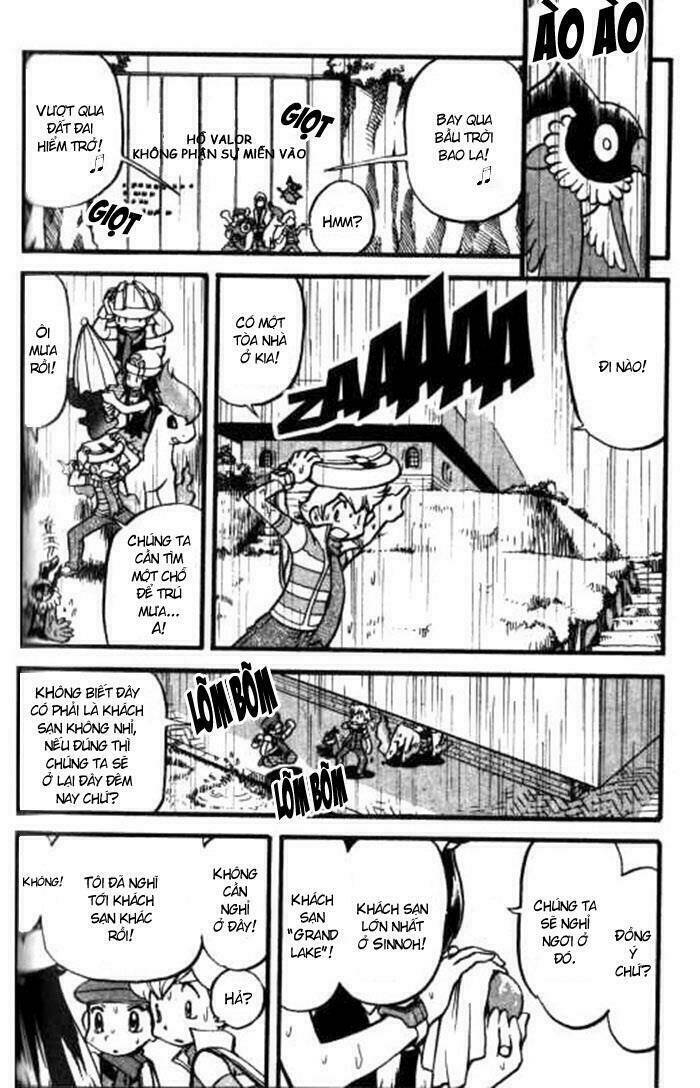 ÀO ÀO
BAY QUA
BẦU TRỜI
BAO LA!
GIỌT
HỒ VALOR
KHÔNG PHẬN SỰ MIỄN VÀO
HMM?
VƯỢT QUA
ĐẤT ĐAI
HIỂM TRỞ!
GIỌT
ĐI NÀO!
ZAAAAAA
CÓ MỘT
TÒA NHÀ
Ở KIA!
ÔI
MƯA
RỒI!
CHÚNG TA
CẦN TÌM
MỘT CHỖ
ĐỂ TRÚ
MƯA...
A!
KHÔNG BIẾT ĐÂY
CÓ PHẢI LÀ KHÁCH
SẠN KHÔNG NHỈ,
NẾU ĐÚNG THÌ
CHÚNG TA SẼ
Ở LẠI ĐÂY ĐÊM
NAY CHỨ?
LÕM BÕM
LÕM BÕM
ĐỒNG
Ý
CHỨ?
CHÚNG TA
SẼ NGHỈ
NGƠI Ở
ĐÓ.
KHÁCH SẠN
LỚN NHẤT
Ở SINNOH!
KHÁCH
SẠN
"GRAND
LAKE"!
KHÔNG
CẦN
NGHỈ
Ở ĐÂY!
HẢ?
TÔI ĐÃ NGHĨ
TỚI KHÁCH
SẠN KHÁC
RỒI!
KHÔNG!